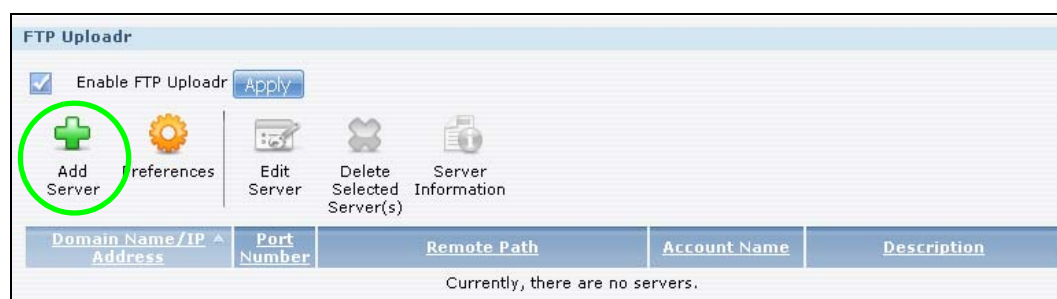 FTP Uploadr
Enable FTP Uploadr Apply
Add Server
Preferences
Edit Server
Delete Selected Server(s)
Server Information
Domain Name/IP Address
Port Number
Remote Path
Account Name
Description
Currently, there are no servers.